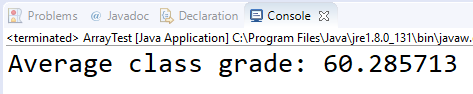 Problems @ Javadoc Declaration Console
<terminated> ArrayTest [Java Application] C:\Program Files\Java\jre1.8.0_131\bin\javaw.
Average class grade: 60.285713